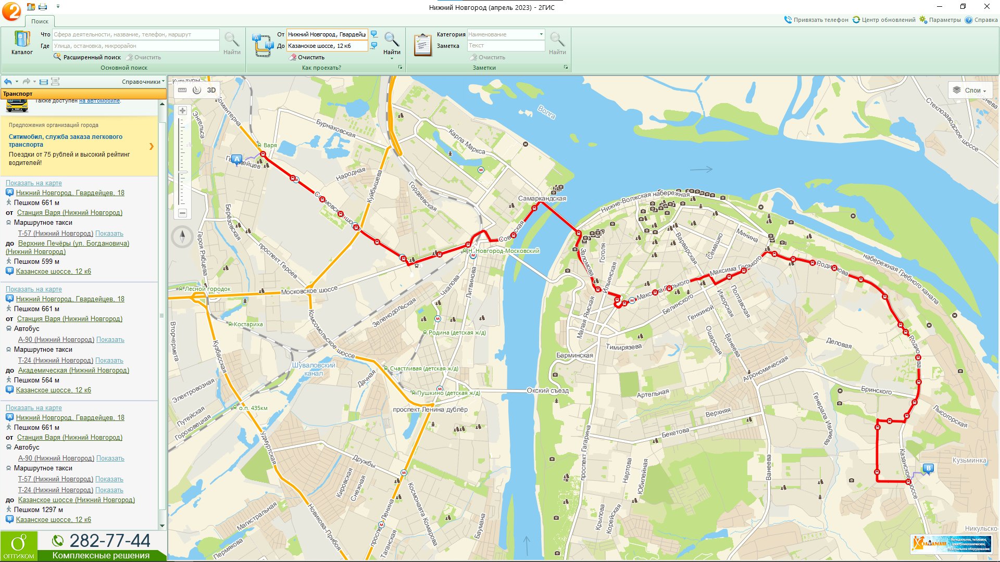 Нижний Новгород (апрель 2023) - 2ГИС
Поиск
Привязать телефон
Центр обновлений
Параметры
Справка
Каталог
Что
Сфера деятельности, название, телефон, маршрут
Где
Улица, остановка, микрорайон
Расширенный поиск
Очистить
Найти
Основной поиск
От
Нижний Новгород, Гвардейц
До
Казанское шоссе, 12 к6
Очистить
Найти
Как проехать?
Категория
Наименование
Заметка
Текст
Очистить
Найти
Заметки
Справочники
Транспорт
Также доступен на автомобиле.
Предложения организаций города
Ситимобил, служба заказа легкового
транспорта
Поездки от 75 рублей и высокий рейтинг
водителей!
Показать на карте
A Нижний Новгород, Гвардейцев, 18
Пешком 661 м
от Станция Варя (Нижний Новгород)
Маршрутное такси
Т-57 (Нижний Новгород) Показать
до Верхние Печёры (ул. Богдановича)
(Нижний Новгород)
Пешком 599 м
B Казанское шоссе, 12 к6
Показать на карте
A Нижний Новгород, Гвардейцев, 18
Пешком 661 м
от Станция Варя (Нижний Новгород)
Автобус
А-90 (Нижний Новгород) Показать
Маршрутное такси
Т-24 (Нижний Новгород) Показать
до Академическая (Нижний Новгород)
Пешком 564 м
B Казанское шоссе, 12 к6
Показать на карте
A Нижний Новгород, Гвардейцев, 18
Пешком 661 м
от Станция Варя (Нижний Новгород)
Автобус
А-90 (Нижний Новгород) Показать
Маршрутное такси
Т-57 (Нижний Новгород) Показать
Т-24 (Нижний Новгород) Показать
до Казанское шоссе (Нижний Новгород)
Пешком 1297 м
B Казанское шоссе, 12 к6
ОПТИКОМ
282-77-44
Комплексные решения
3D
Слои
Культуры
Коминтерна
Энгельса
Бурнаковская
Волга
Стеклозаводское шоссе
Варя
A
Гвардейцев
Карла Маркса
Народная
Куйбышева
Гордеевская
Самаркандская
Нижне-Волжская набережная
Берёзовская
Советская
Н. Новгород-Московский
Героя Рябцева
проспект Героев
Заломова
Гоголя
Ильинская
Варварская
Семашко
Минина
Максима Горького
Родионова
набережная Гребного канала
Лесной городок
Московское шоссе
Чкалова
Литвинова
Максима Горького
Белинского
Генкиной
Ижорская
Полтавская
Зеленодольская
Малая Ямская
Костариха
Комсомольское шоссе
Родина (детская ж/д)
Вторчермета
Кузбасская
Ошарская
Ванеева
Деловая
Родионова
Тимирязева
Барминская
Шуваловский
канал
Счастливая (детская ж/д)
Дачная
Агрономическая
Электровозная
Пушкино (детская ж/д)
Окский съезд
Артельная
Бринского
о.п. 435км
Путейская
Гороховецкая
проспект Ленина дублёр
Верхняя
Генерала Ивлиева
Лысогорская
Бекетова
Удмуртская
проспект Гагарина
Дружбы
Казанское шоссе
Кузьминка
B
Нартова
Юбилейная
Ванеева
Кировская
Снежная
Космонавта Комарова
Новикова-Прибоя
Магистральная
проспект Ленина
Баумана
Крылова
Корейская
Таганская
Пермякова
Никульско
Холодильное, тепловое,
электромеханическое,
нейтральное оборудование